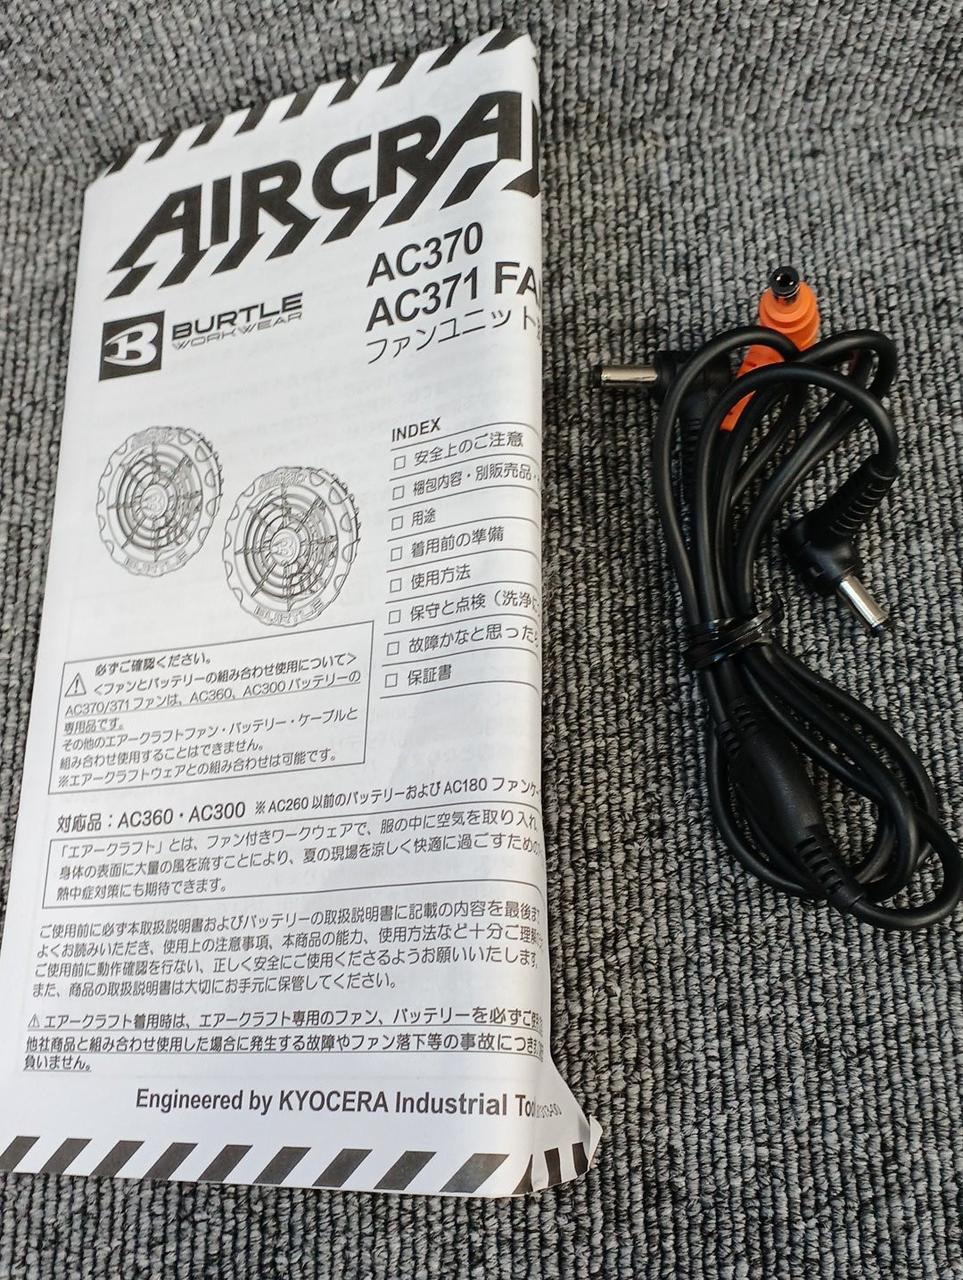 AIRCRA
AC370
AC371 FA
ファンユニット
BURTLE
WORKWEAR
INDEX
□ 安全上のご注意
□ 梱包内容・別販売品・
□ 用途
□ 着用前の準備
□ 使用方法
□ 保守と点検（洗浄
□ 故障かなと思った
□ 保証書
BURTLE
BURTLE
必ずご確認ください。
＜ファンとバッテリーの組み合わせ使用について＞
AC370/371 ファンは、AC360、AC300 バッテリーの
専用品です。
その他のエアークラフトファン・バッテリー・ケーブルと
組み合わせ使用することはできません。
※エアークラフトウェアとの組み合わせは可能です。
対応品：AC360・AC300 ※AC260 以前のバッテリーおよび AC180 ファンケー
「エアークラフト」とは、ファン付きワークウェアで、服の中に空気を取り入れ、
身体の表面に大量の風を流すことにより、夏の現場を涼しく快適に過ごすための
熱中症対策にも期待できます。
ご使用前に必ず本取扱説明書およびバッテリーの取扱説明書に記載の内容を最後ま
よくお読みいただき、使用上の注意事項、本商品の能力、使用方法など十分ご理解
ご使用前に動作確認を行ない、正しく安全にご使用くださるようお願いいたします。
また、商品の取扱説明書は大切にお手元に保管してください。
⚠エアークラフト着用時は、エアークラフト専用のファン、バッテリーを必ずご
他社商品と組み合わせ使用した場合に発生する故障やファン落下等の事故につき
負いません。
Engineered by KYOCERA Industrial Too